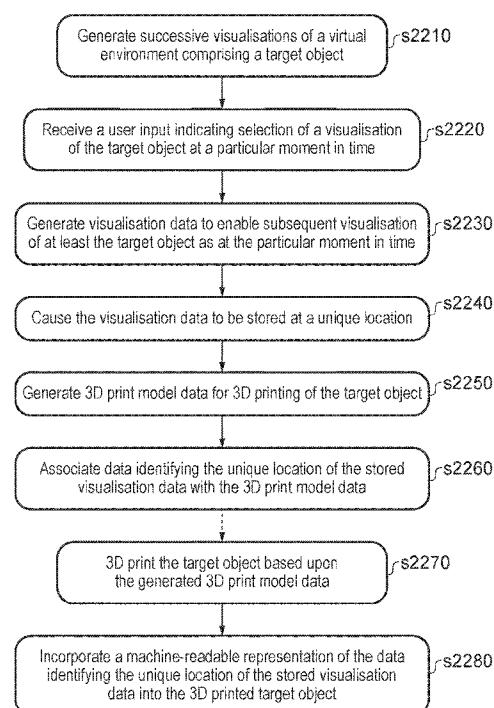 Generate successive visualisations of a virtual
environment comprising a target object
s2210
Receive a user input indicating selection of a visualisation
of the target object at a particular moment in time
s2220
Generate visualisation data to enable subsequent visualisation
of at least the target object as at the particular moment in time
s2230
Cause the visualisation data to be stored at a unique location
s2240
Generate 3D print model data for 3D printing of the target object
s2250
Associate data identifying the unique location of the stored
visualisation data with the 3D print model data
s2260
3D print the target object based upon
the generated 3D print model data
s2270
Incorporate a machine-readable representation of the data
identifying the unique location of the stored visualisation
data into the 3D printed target object
s2280